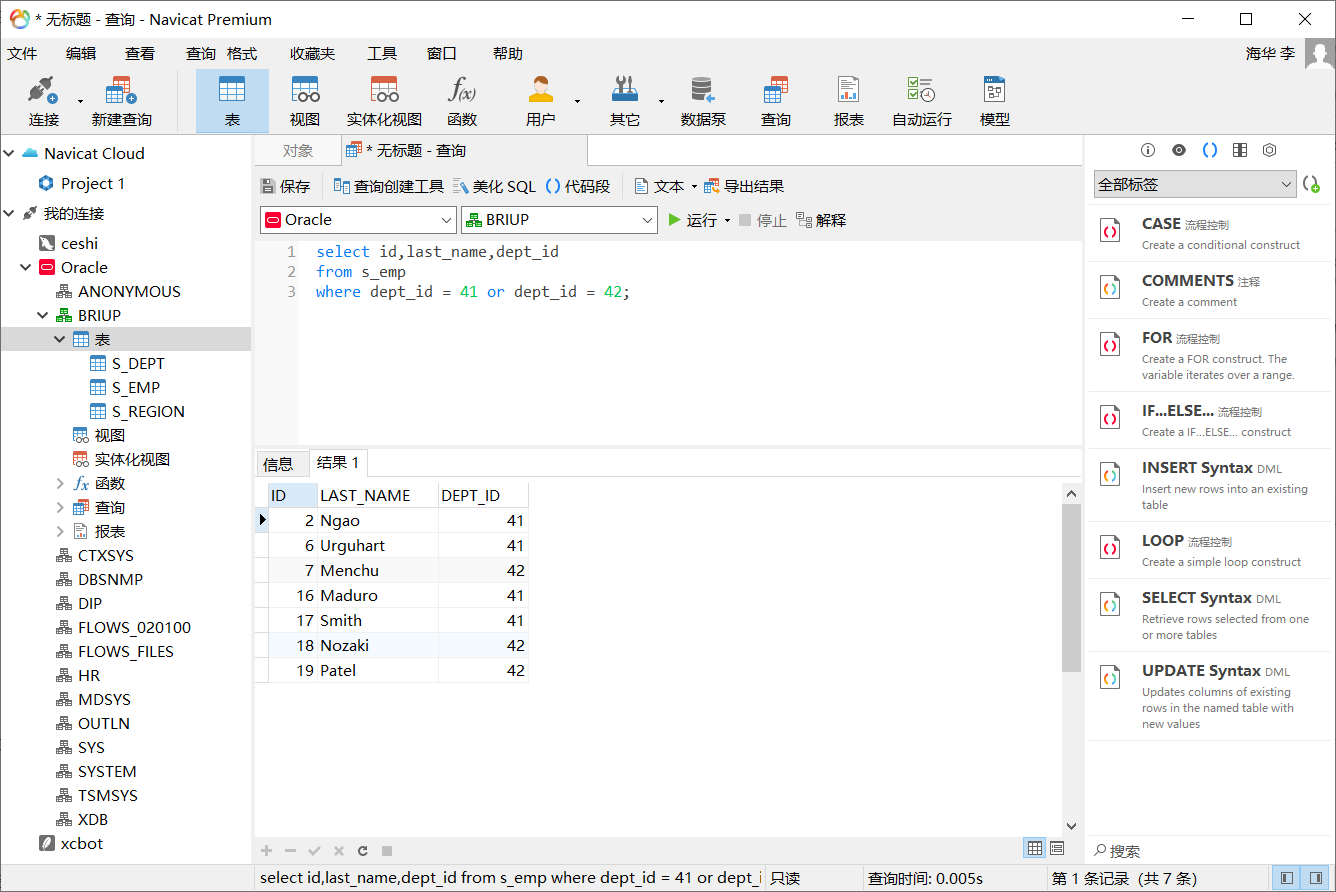 * 无标题 - 查询 - Navicat Premium
文件 编辑 查看 查询 格式 收藏夹 工具 窗口 帮助 海华 李
连接 新建查询 表 视图 实体化视图 函数 用户 其它 数据泵 查询 报表 自动运行 模型
Navicat Cloud
Project 1
我的连接
ceshi
Oracle
ANONYMOUS
BRIUP
表
S_DEPT
S_EMP
S_REGION
视图
实体化视图
函数
查询
报表
CTXSYS
DBSNMP
DIP
FLOWS_020100
FLOWS_FILES
HR
MDSYS
OUTLN
SYS
SYSTEM
TSMSYS
XDB
xcbot
对象 * 无标题 - 查询
保存 查询创建工具 美化 SQL () 代码段 文本 导出结果
Oracle BRIUP 运行 停止 解释
1 select id,last_name,dept_id
2 from s_emp
3 where dept_id = 41 or dept_id = 42;
信息 结果 1
ID LAST_NAME DEPT_ID
2 Ngao 41
6 Urguhart 41
7 Menchu 42
16 Maduro 41
17 Smith 41
18 Nozaki 42
19 Patel 42
全部标签
CASE 流程控制
Create a conditional construct
COMMENTS 注释
Create a comment
FOR 流程控制
Create a FOR construct. The
variable iterates over a range.
IF...ELSE... 流程控制
Create a IF...ELSE... construct
INSERT Syntax DML
Insert new rows into an existing
table
LOOP 流程控制
Create a simple loop construct
SELECT Syntax DML
Retrieve rows selected from one
or more tables
UPDATE Syntax DML
Updates columns of existing
rows in the named table with
new values
搜索
select id,last_name,dept_id from s_emp where dept_id = 41 or dept_i 只读 查询时间: 0.005s 第 1 条记录 (共 7 条)